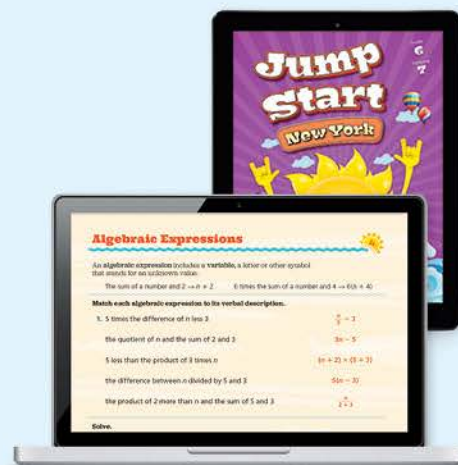 6
7
Jump
Start
New York
Algebraic Expressions
An algebraic expression includes a variable, a letter or other symbol
that stands for an unknown value.
The sum of a number and 2 → n + 2 6 times the sum of a number and 4 → 6(n + 4)
Match each algebraic expression to its verbal description.
1. 5 times the difference of n less 3 n/5 − 3
the quotient of n and the sum of 2 and 3 3n − 5
5 less than the product of 3 times n (n + 2) × (5 + 3)
the difference between n divided by 5 and 3 5(n − 3)
the product of 2 more than n and the sum of 5 and 3 n/2 + 3
Solve.